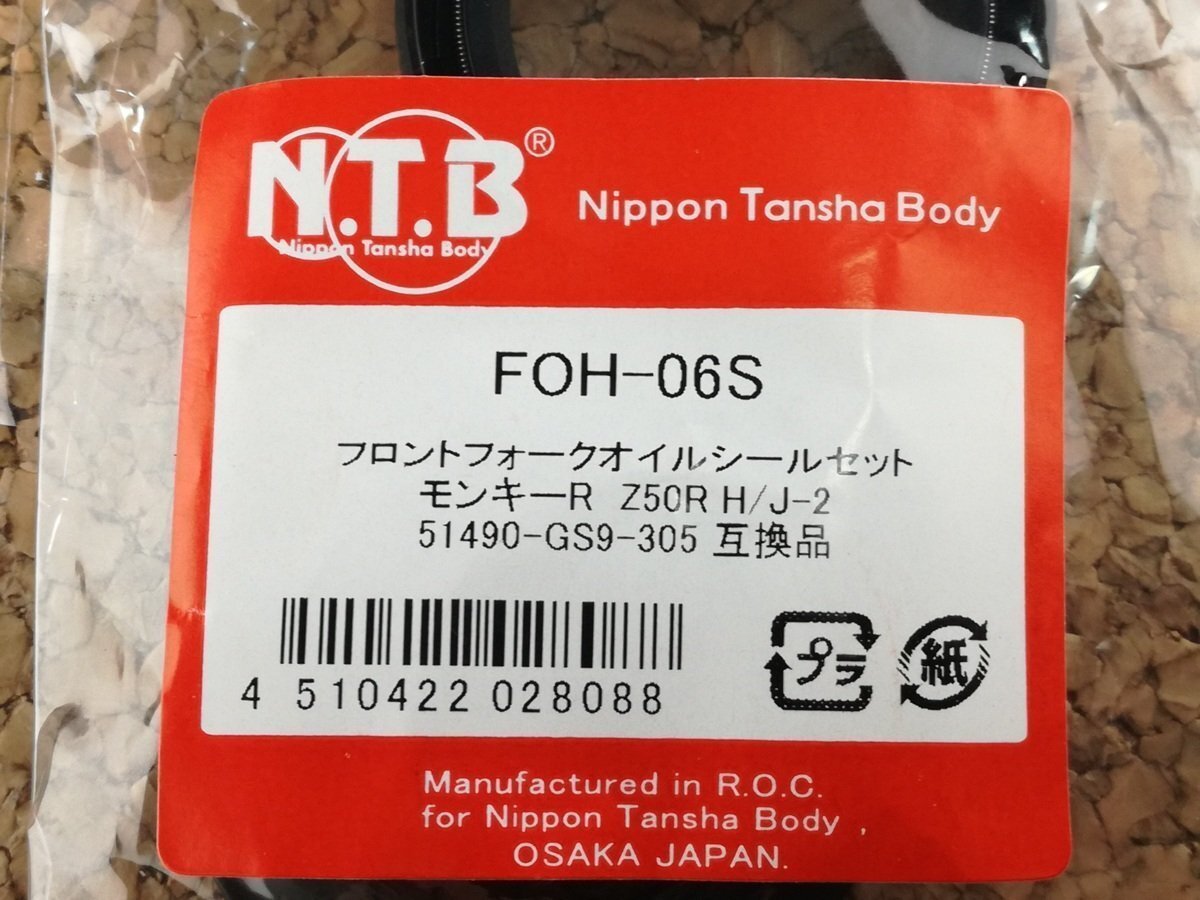 N.T.B®
Nippon Tansha Body
Nippon Tansha Body
FOH-06S
フロントフォークオイルシールセット
モンキーR Z50R H/J-2
51490-GS9-305 互換品
4 510422 028088
プラ
紙
Manufactured in R.O.C.
for Nippon Tansha Body ,
OSAKA JAPAN.